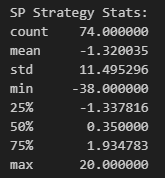 SP Strategy Stats:
count    74.000000
mean     -1.320035
std      11.495296
min     -38.000000
25%      -1.337816
50%       0.350000
75%       1.934783
max      20.000000